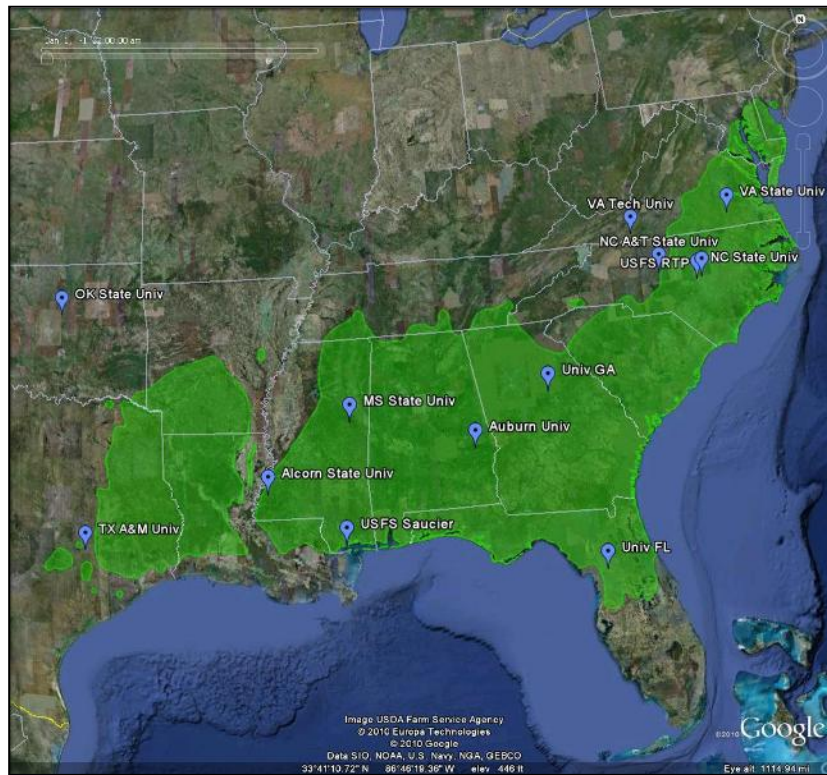 N
VA State Univ
VA Tech Univ
NC A&T State Univ
USFS RTP
NC State Univ
OK State Univ
Univ GA
MS State Univ
Auburn Univ
Alcorn State Univ
USFS Saucier
TX A&M Univ
Univ FL
Image USDA Farm Service Agency
© 2010 Europa Technologies
© 2010 Google
Data SIO, NOAA, U.S. Navy, NGA, GEBCO
©2010 Google
33°41'10.72" N 86°46'19.36" W elev 446 ft
Eye alt 1114.94 mi